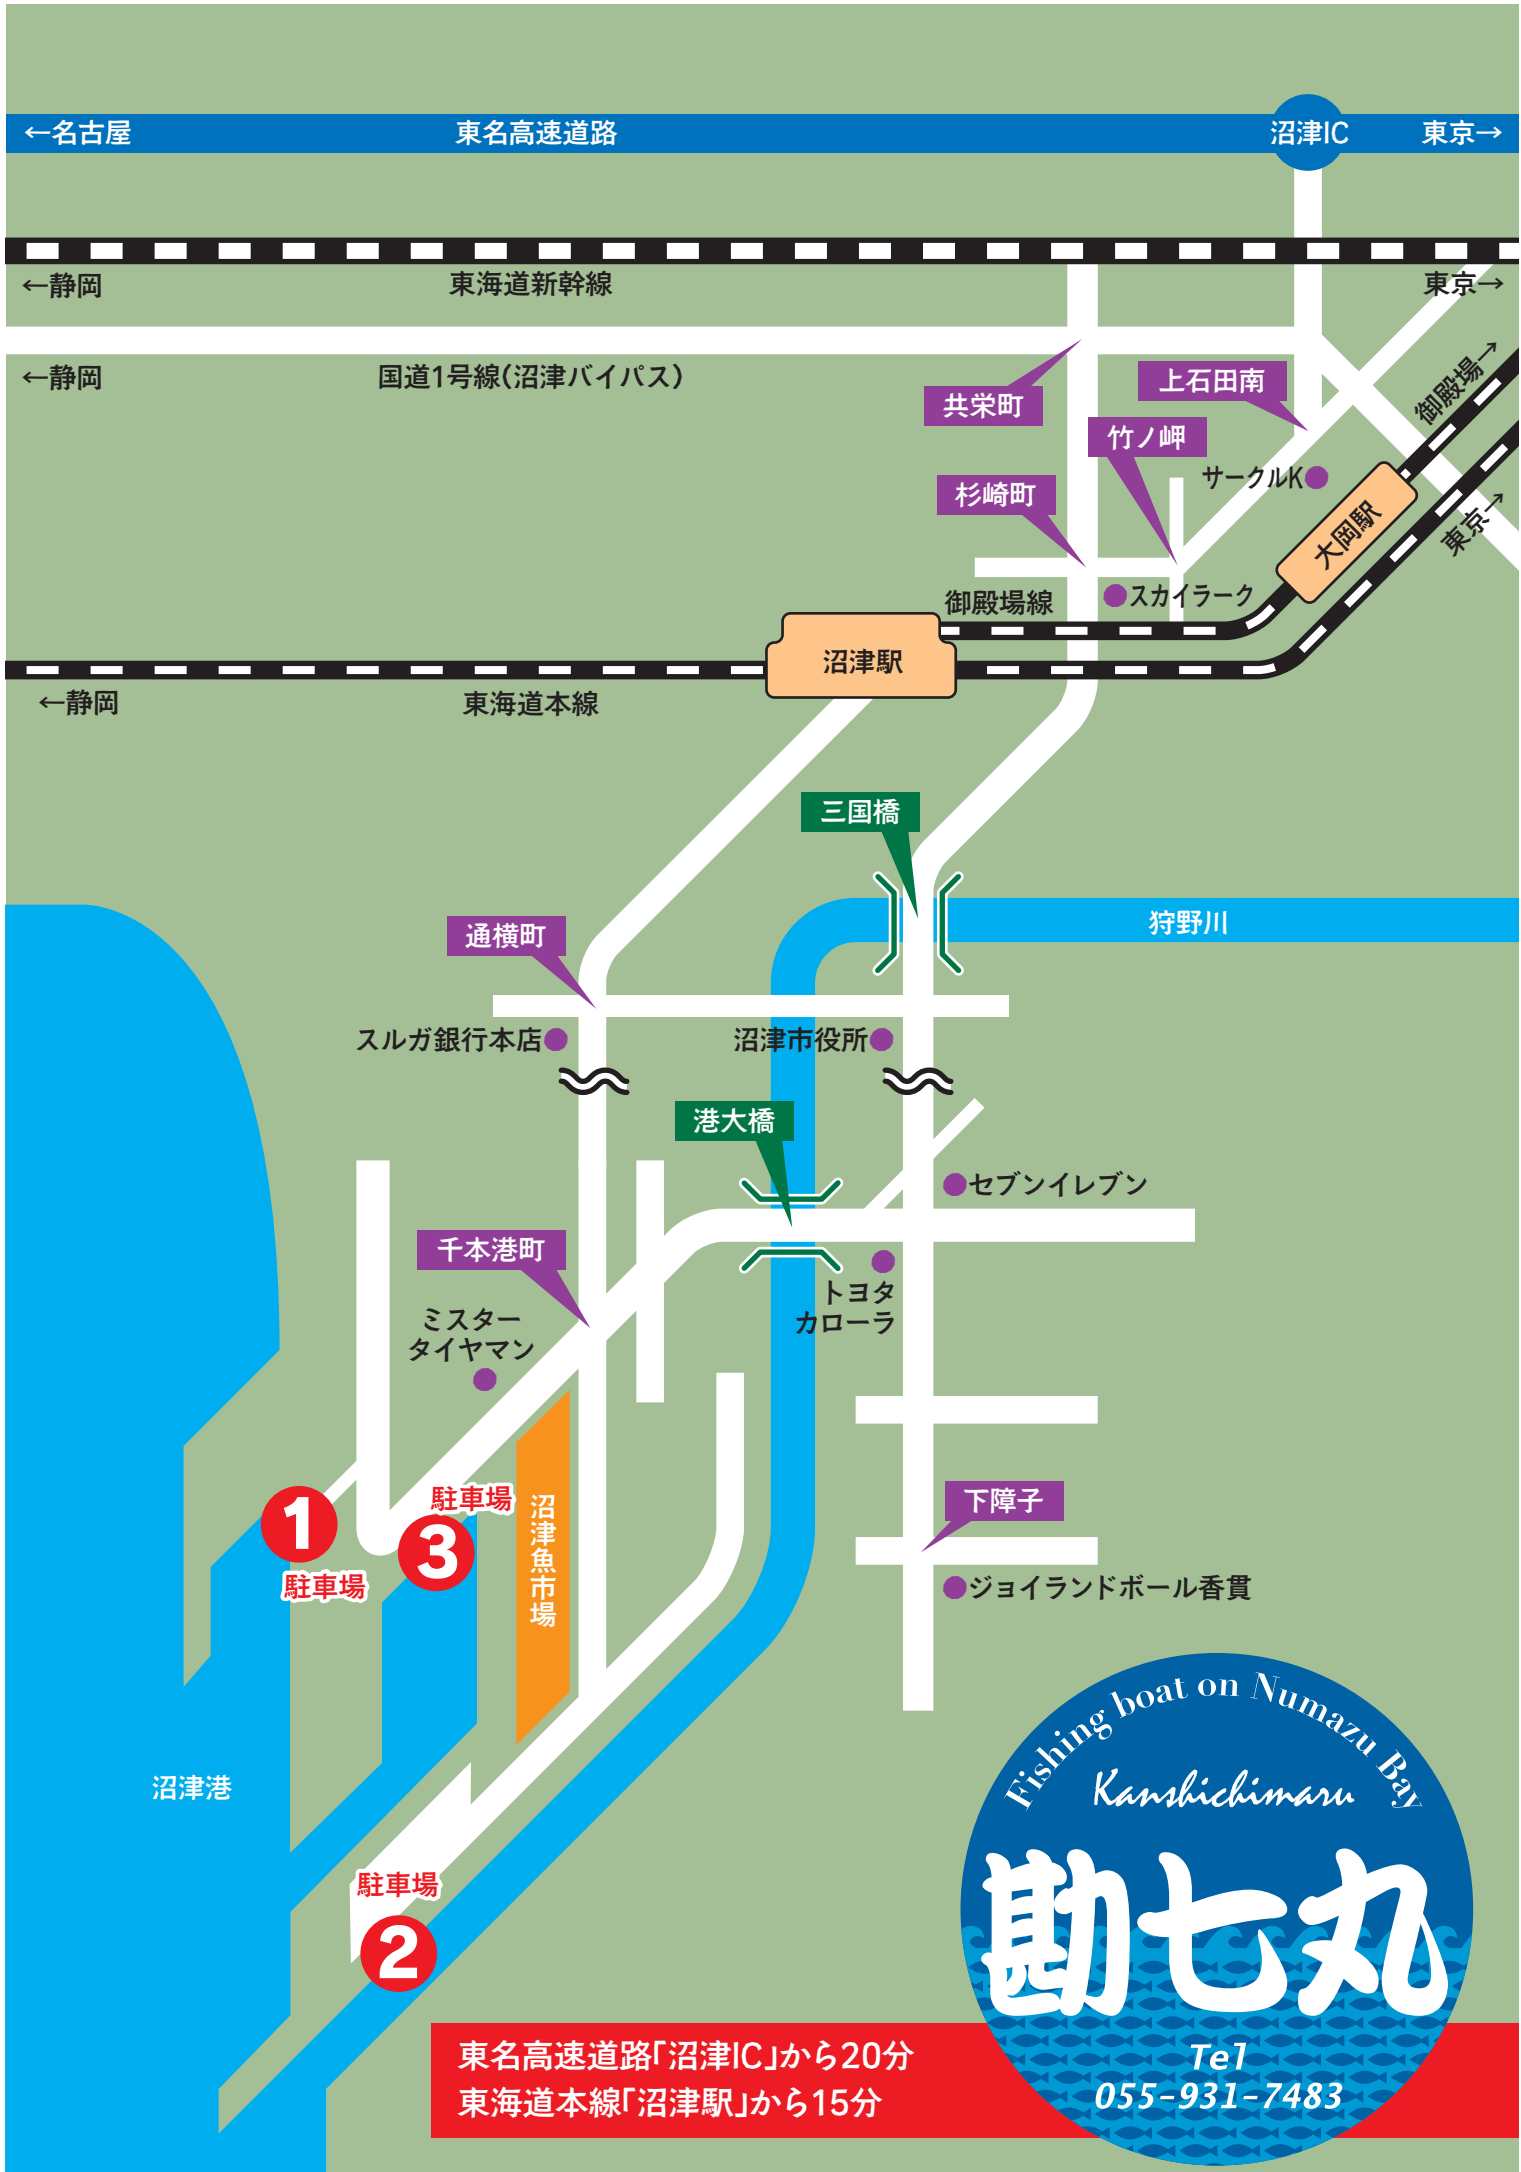 ←名古屋
東名高速道路
沼津IC
東京→
←静岡
東海道新幹線
東京→
←静岡
国道1号線(沼津バイパス)
共栄町
上石田南
御殿場→
竹ノ岬
サークルK
杉崎町
大岡駅
東京→
御殿場線
スカイラーク
沼津駅
←静岡
東海道本線
三国橋
狩野川
通横町
スルガ銀行本店
沼津市役所
港大橋
セブンイレブン
千本港町
トヨタ
カローラ
ミスター
タイヤマン
1
駐車場
駐車場
3
沼津魚市場
下障子
ジョイランドボール香貫
沼津港
駐車場
2
Fishing boat on Numazu Bay
Kanshichimaru
勘七丸
Tel
055-931-7483
東名高速道路「沼津IC」から20分
東海道本線「沼津駅」から15分